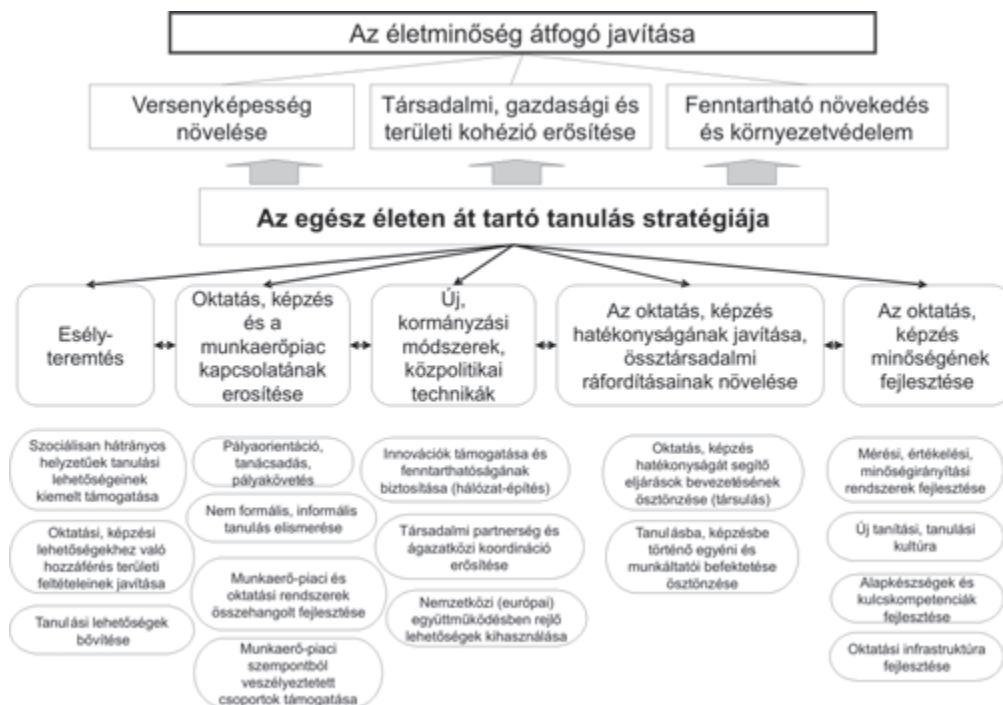 Az életminőség átfogó javítása
Versenyképesség
növelése
Társadalmi, gazdasági és
területi kohézió erősítése
Fenntartható növekedés
és környezetvédelem
Az egész életen át tartó tanulás stratégiája
Esély-
teremtés
Oktatás, képzés
és a
munkaerőpiac
kapcsolatának
erosítése
Új,
kormányzási
módszerek,
közpolitikai
technikák
Az oktatás, képzés
hatékonyságának javítása,
össztársadalmi
ráfordításainak növelése
Az oktatás,
képzés
minőségének
fejlesztése
Szociálisan hátrányos
helyzetűek tanulási
lehetőségeinek
kiemelt támogatása
Oktatási, képzési
lehetőségekhez való
hozzáférés területi
feltételeinek javítása
Tanulási lehetőségek
bővítése
Pályaorientáció,
tanácsadás,
pályakövetés
Nem formális, informális
tanulás elismerése
Munkaerő-piaci és
oktatási rendszerek
összehangolt fejlesztése
Munkaerő-piaci
szempontból
veszélyeztetett
csoportok támogatása
Innovációk támogatása és
fenntarthatóságának
biztosítása (hálózat-építés)
Társadalmi partnerség és
ágazatközi koordináció
erősítése
Nemzetközi (európai)
együttműködésben rejlő
lehetőségek kihasználása
Oktatás, képzés
hatékonyságát segítő
eljárások bevezetésének
ösztönzése (társulás)
Tanulásba, képzésbe
történő egyéni és
munkáltatói befektetése
ösztönzése
Mérési, értékelési,
minőségirányítási
rendszerek fejlesztése
Új tanítási, tanulási
kultúra
Alapkészségek és
kulcskompetenciák
fejlesztése
Oktatási infrastruktúra
fejlesztése